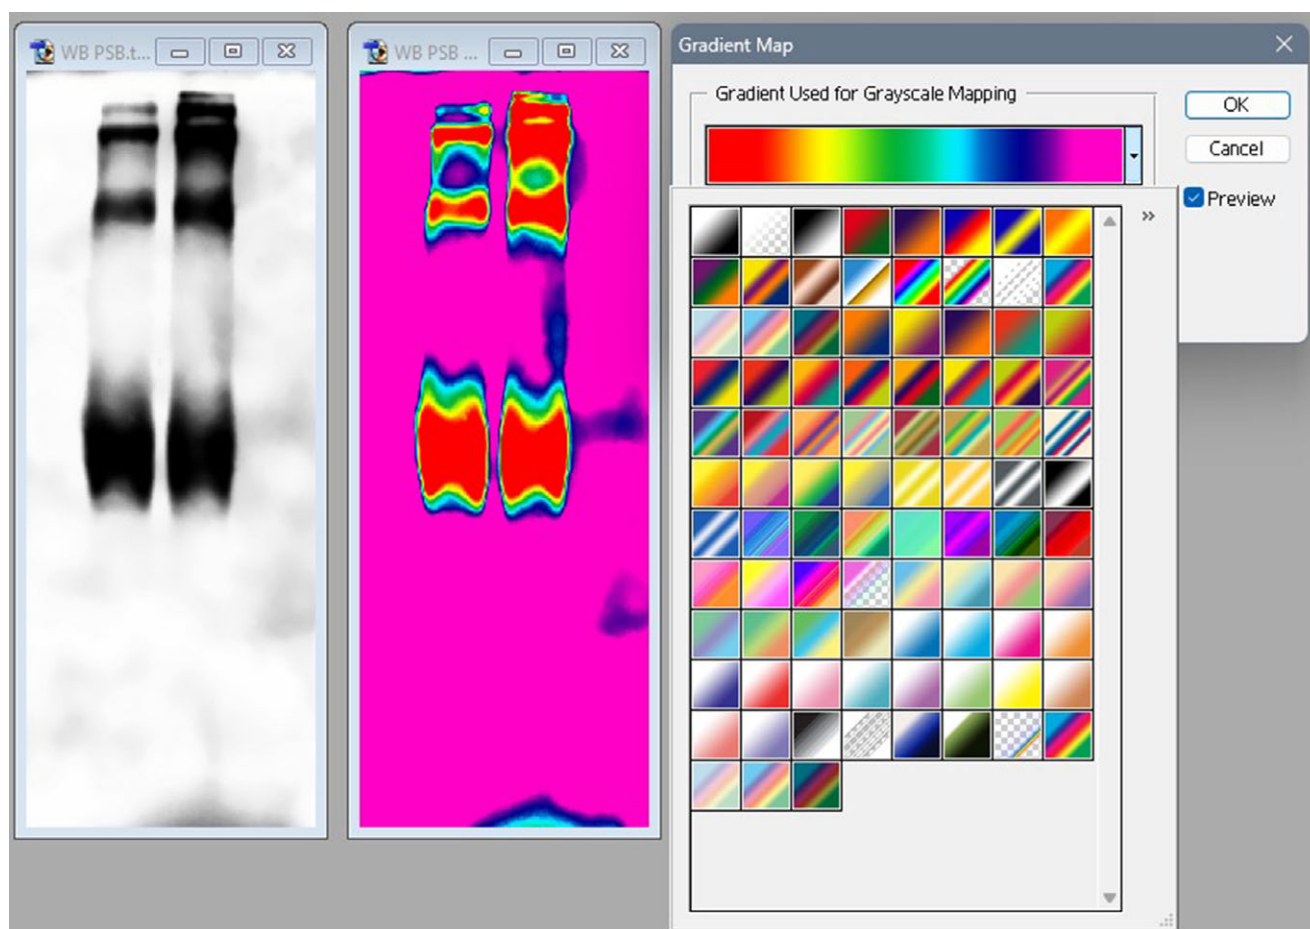 WB PSB.t...
WB PSB ...
Gradient Map
Gradient Used for Grayscale Mapping
OK
Cancel
Preview